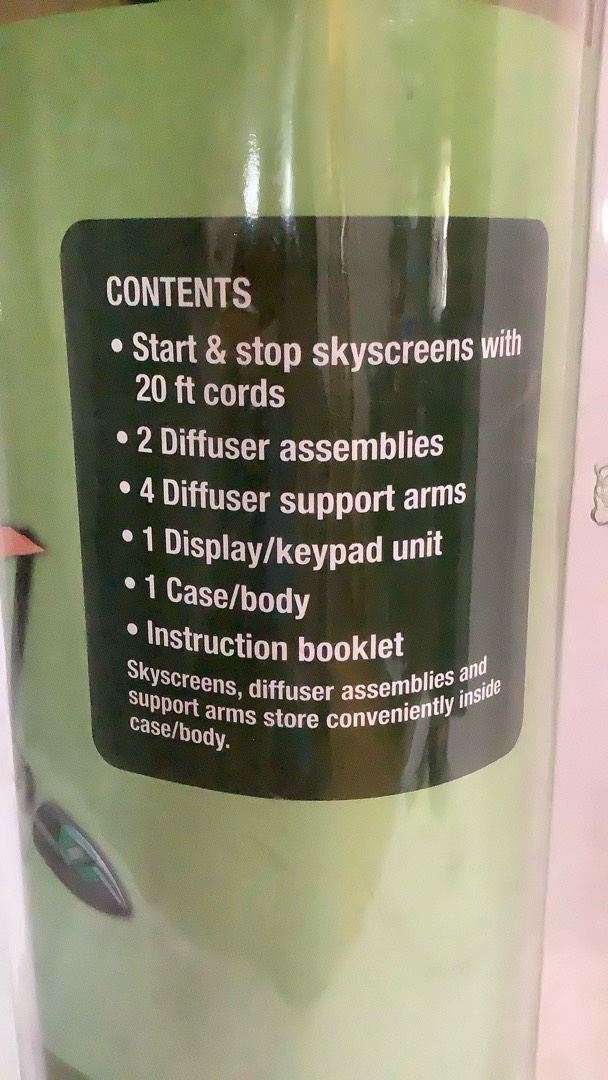 CONTENTS
• Start & stop skyscreens with
20 ft cords
• 2 Diffuser assemblies
• 4 Diffuser support arms
• 1 Display/keypad unit
• 1 Case/body
• Instruction booklet
Skyscreens, diffuser assemblies and
support arms store conveniently inside
case/body.